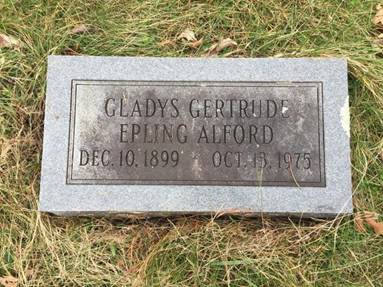 GLADYS GERTRUDE
EPLING ALFORD
DEC. 10, 1899 OCT. 13, 1975